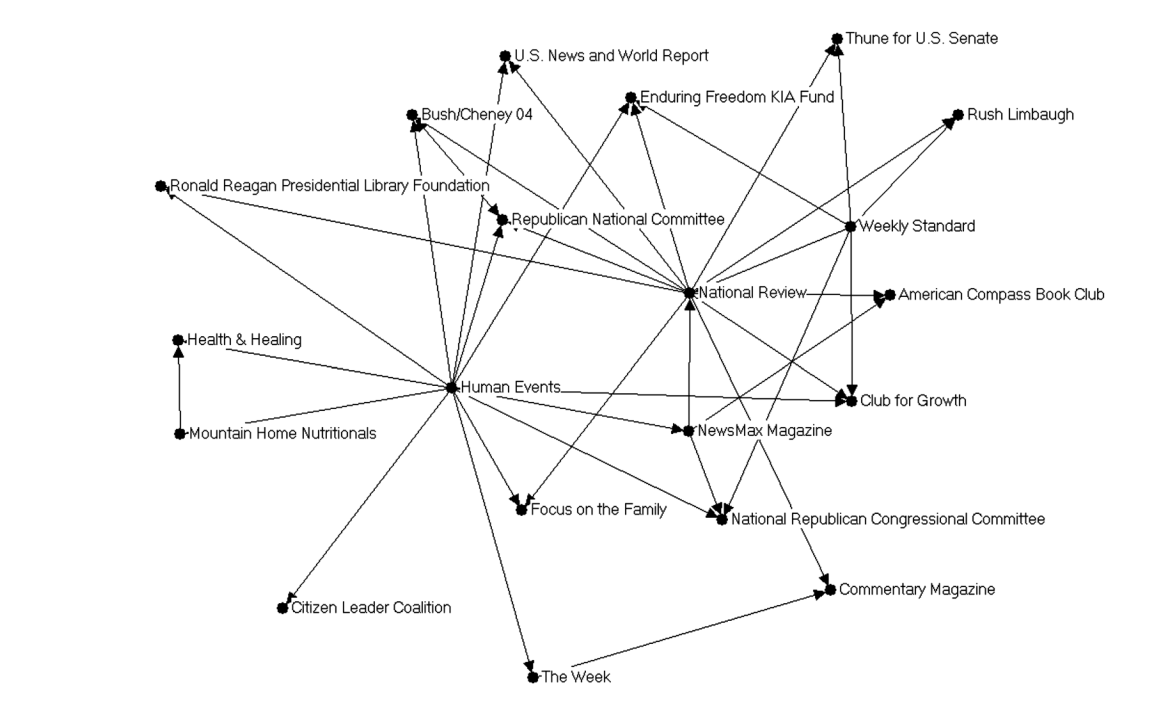 Thune for U.S. Senate
U.S. News and World Report
Enduring Freedom KIA Fund
Bush/Cheney 04
Rush Limbaugh
Ronald Reagan Presidential Library Foundation
Republican National Committee
Weekly Standard
National Review
American Compass Book Club
Health & Healing
Human Events
Club for Growth
NewsMax Magazine
Mountain Home Nutritionals
Focus on the Family
National Republican Congressional Committee
Commentary Magazine
Citizen Leader Coalition
The Week